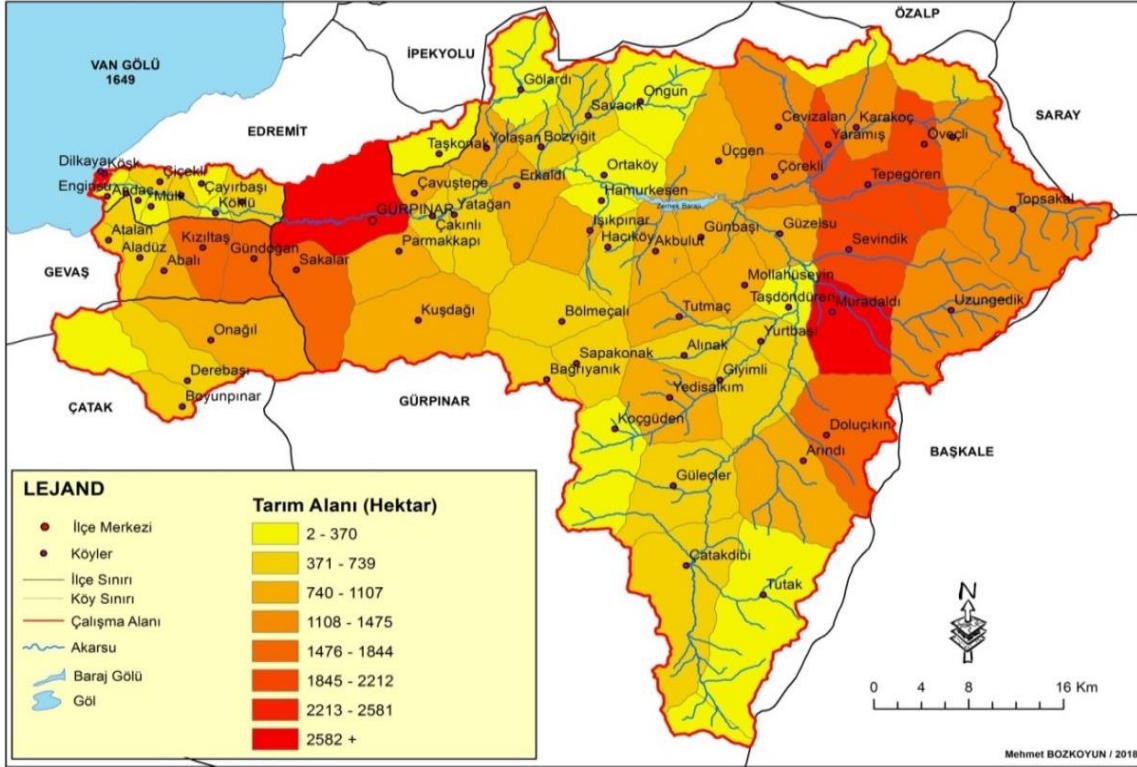 VAN GÖLÜ
1649
İPEKYOLU
ÖZALP
EDREMİT
SARAY
GEVAŞ
ÇATAK
GÜRPINAR
BAŞKALE
Gölardı
Ongun
Savacık
Cevizalan
Karakoç
Yaramış
Oveçli
Taşkonak
Yolaşan
Bozyiğit
Üçgen
Ortaköy
Çörekli
Tepegören
Dilkaya
Köşk
Çiçekli
Enginsu
Andaç
Mülk
Çayırbaşı
Köklü
Çavuştepe
Erkaldı
Hamurkesen
Zernek Barajı
Topsakal
GÜRPINAR
Yatağan
Çakınlı
Işıkpınar
Hacıköy
Akbulut
Günbaşı
Güzelsu
Sevindik
Atalan
Kızıltaş
Aladüz
Abalı
Gündoğan
Sakalar
Parmakkapı
Mollahüseyin
Taşdöndüren
Muradaldı
Uzungedik
Kuşdağı
Bölmeçalı
Tutmaç
Onağıl
Yurtbaşı
Alınak
Sapakonak
Bağrıyanık
Giyimli
Yedisalkım
Derebaşı
Boyunpınar
Koçgüden
Doluçıkın
Arındı
Güleçler
Çatakdibi
Tutak
LEJAND
İlçe Merkezi
Köyler
İlçe Sınırı
Köy Sınırı
Çalışma Alanı
Akarsu
Baraj Gölü
Göl
Tarım Alanı (Hektar)
2 - 370
371 - 739
740 - 1107
1108 - 1475
1476 - 1844
1845 - 2212
2213 - 2581
2582 +
N
0 4 8 16 Km
Mehmet BOZKOYUN / 2018